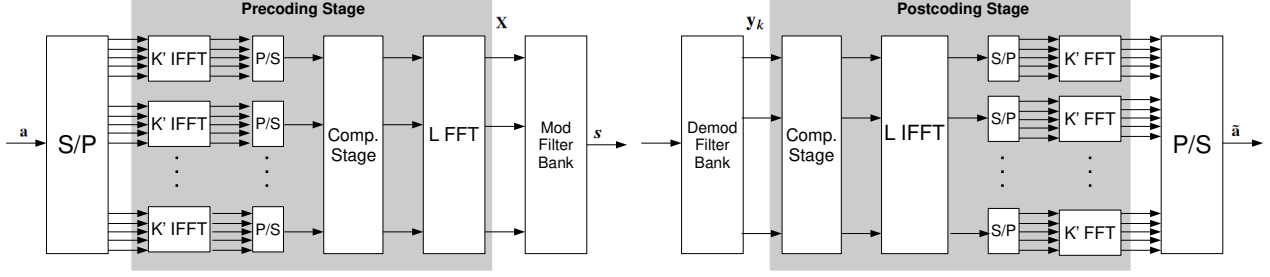 Precoding Stage
X
a
S/P
K' IFFT
P/S
K' IFFT
P/S
K' IFFT
P/S
Comp.
Stage
L FFT
Mod
Filter
Bank
s
Postcoding Stage
yₖ
Demod
Filter
Bank
Comp.
Stage
L IFFT
S/P
K' FFT
S/P
K' FFT
S/P
K' FFT
P/S
ã